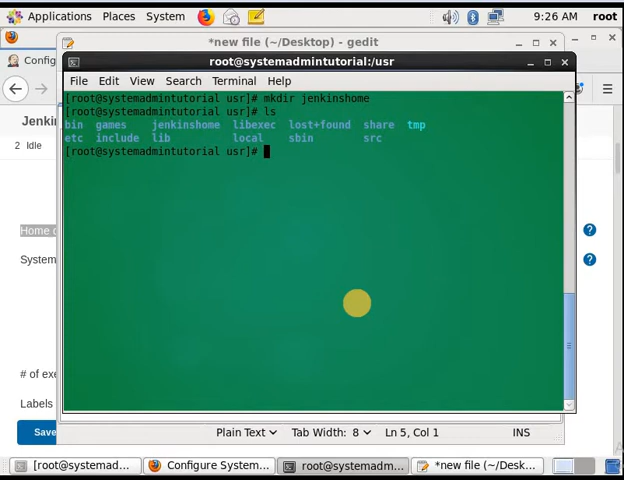 Applications Places System 9:26 AM root
*new file (~/Desktop) - gedit
Config
root@systemadmintutorial:/usr
File Edit View Search Terminal Help
[root@systemadmintutorial usr]# mkdir jenkinshome
[root@systemadmintutorial usr]# ls
bin games jenkinshome libexec lost+found share tmp
etc include lib local sbin src
[root@systemadmintutorial usr]#
Jenki
2 Idle
Home
System
# of exe
Labels
Save
Plain Text Tab Width: 8 Ln 5, Col 1 INS
[root@systemad... Configure System... root@systemadm... *new file (~/Desk...